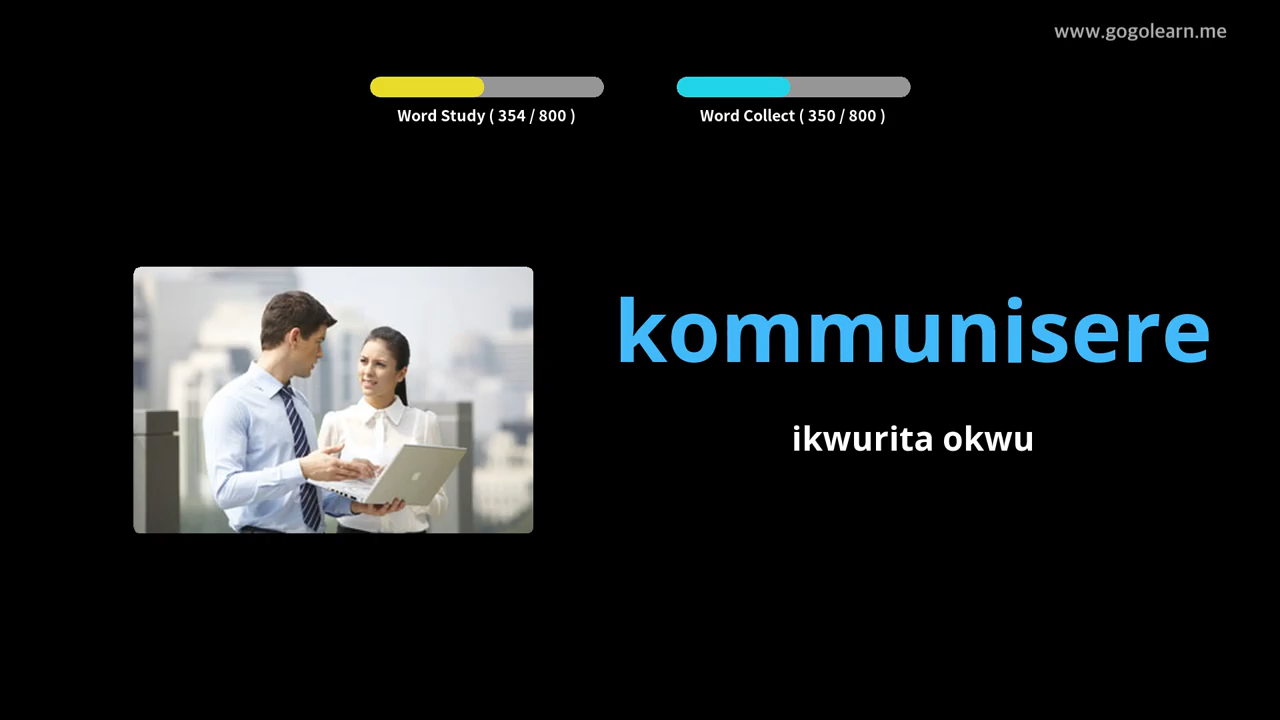 www.gogolearn.me
Word Study ( 354 / 800 )
Word Collect ( 350 / 800 )
kommunisere
ikwurita okwu